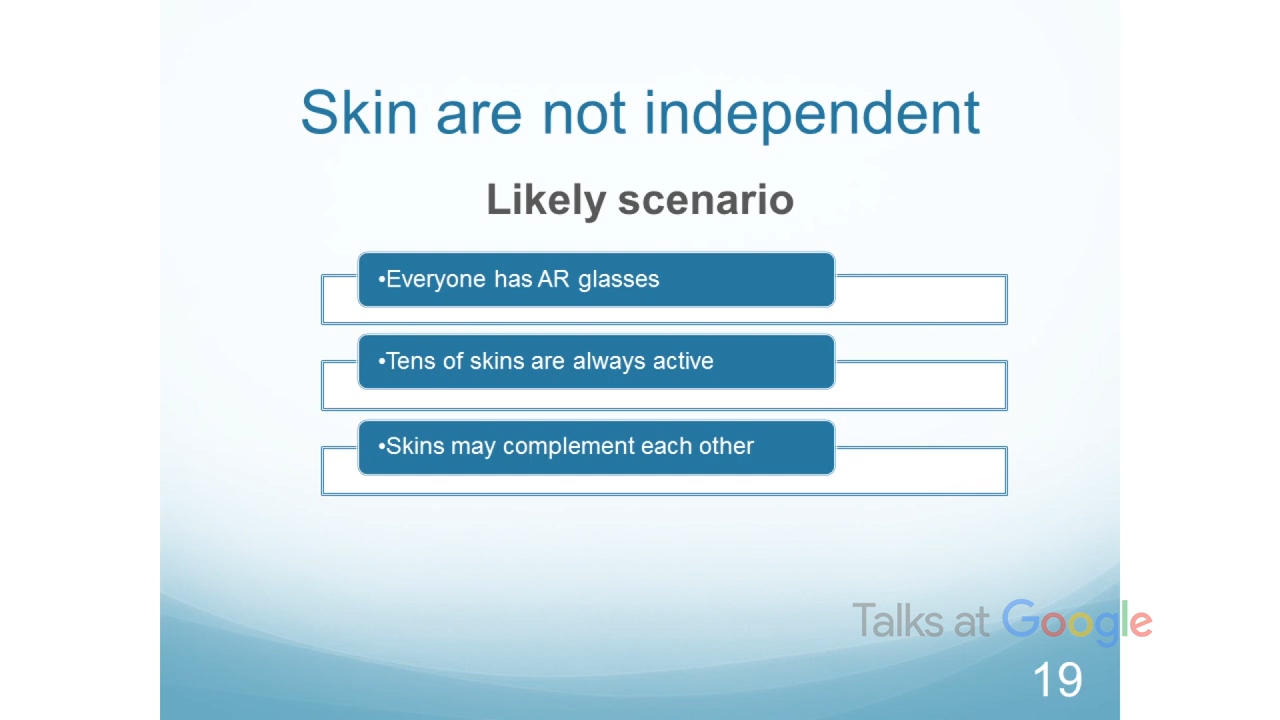 Skin are not independent
Likely scenario
•Everyone has AR glasses
•Tens of skins are always active
•Skins may complement each other
Talks at Google
19